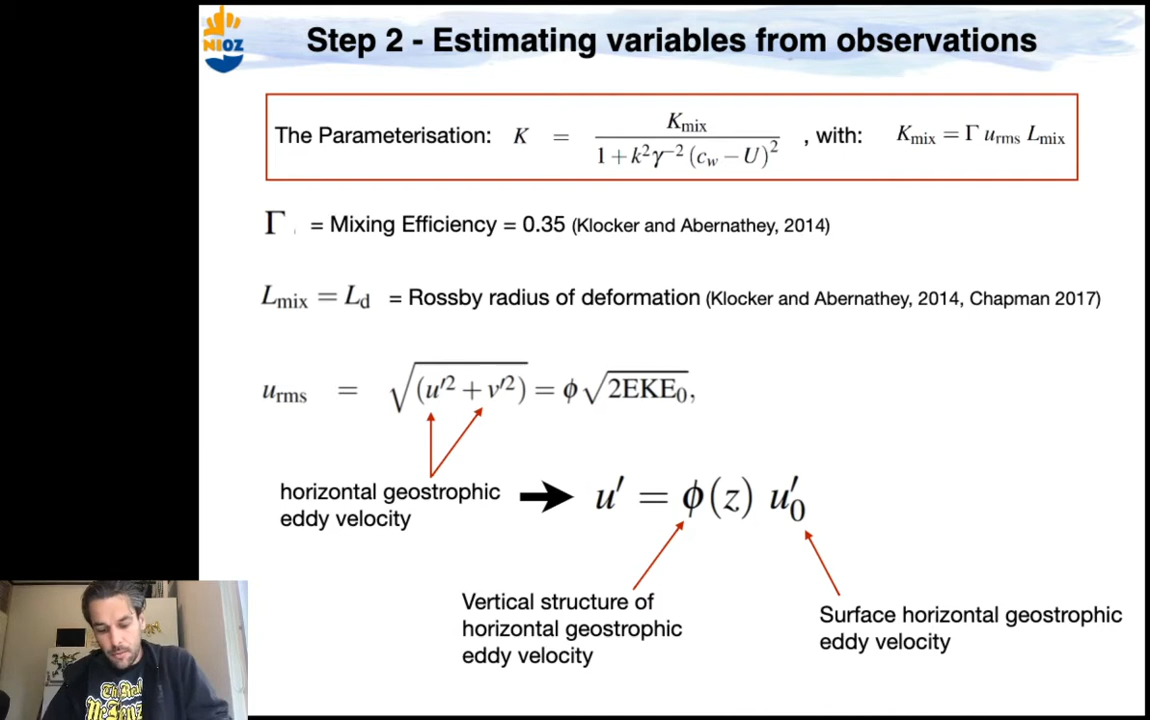 NIOZ
Step 2 - Estimating variables from observations
The Parameterisation: K = K_mix / (1 + k²γ⁻² (c_w − U)²) , with: K_mix = Γ u_rms L_mix
Γ = Mixing Efficiency = 0.35 (Klocker and Abernathey, 2014)
L_mix = L_d = Rossby radius of deformation (Klocker and Abernathey, 2014, Chapman 2017)
u_rms = √(u′² + v′²) = ϕ√2EKE₀,
horizontal geostrophic
eddy velocity
u′ = ϕ(z) u′₀
Vertical structure of
horizontal geostrophic
eddy velocity
Surface horizontal geostrophic
eddy velocity
The Real